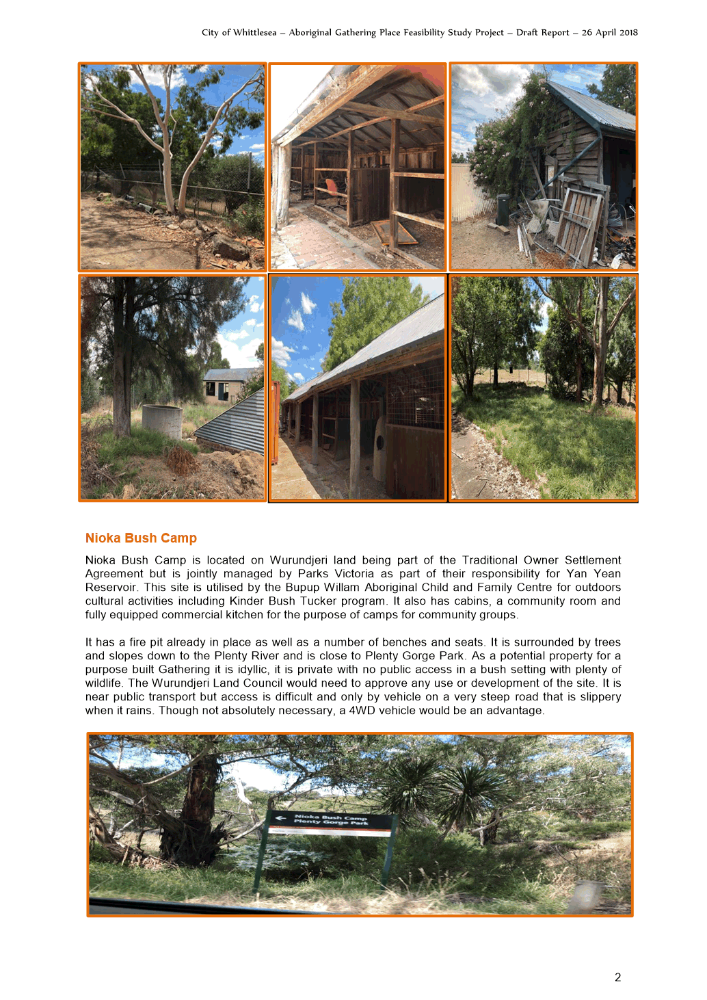 City of Whittlesea – Aboriginal Gathering Place Feasibility Study Project – Draft Report – 26 April 2018
Nioka Bush Camp
Nioka Bush Camp is located on Wurundjeri land being part of the Traditional Owner Settlement
Agreement but is jointly managed by Parks Victoria as part of their responsibility for Yan Yean
Reservoir. This site is utilised by the Bupup Willam Aboriginal Child and Family Centre for outdoors
cultural activities including Kinder Bush Tucker program. It also has cabins, a community room and
fully equipped commercial kitchen for the purpose of camps for community groups.
It has a fire pit already in place as well as a number of benches and seats. It is surrounded by trees
and slopes down to the Plenty River and is close to Plenty Gorge Park. As a potential property for a
purpose built Gathering it is idyllic, it is private with no public access in a bush setting with plenty of
wildlife. The Wurundjeri Land Council would need to approve any use or development of the site. It is
near public transport but access is difficult and only by vehicle on a very steep road that is slippery
when it rains. Though not absolutely necessary, a 4WD vehicle would be an advantage.
Nioka Bush Camp
Plenty Gorge Park
2